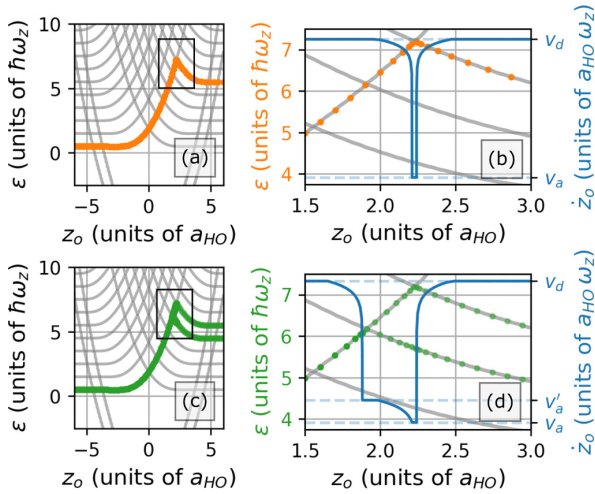 10
5
0
ε (units of ħω_z)
(a)
−5 0 5
z_o (units of a_HO)
7
6
5
4
ε (units of ħω_z)
(b)
1.5 2.0 2.5 3.0
z_o (units of a_HO)
v_d
v_a
ż_o (units of a_HO ω_z)
10
5
0
ε (units of ħω_z)
(c)
−5 0 5
z_o (units of a_HO)
7
6
5
4
ε (units of ħω_z)
(d)
1.5 2.0 2.5 3.0
z_o (units of a_HO)
v_d
v_a′
v_a
ż_o (units of a_HO ω_z)